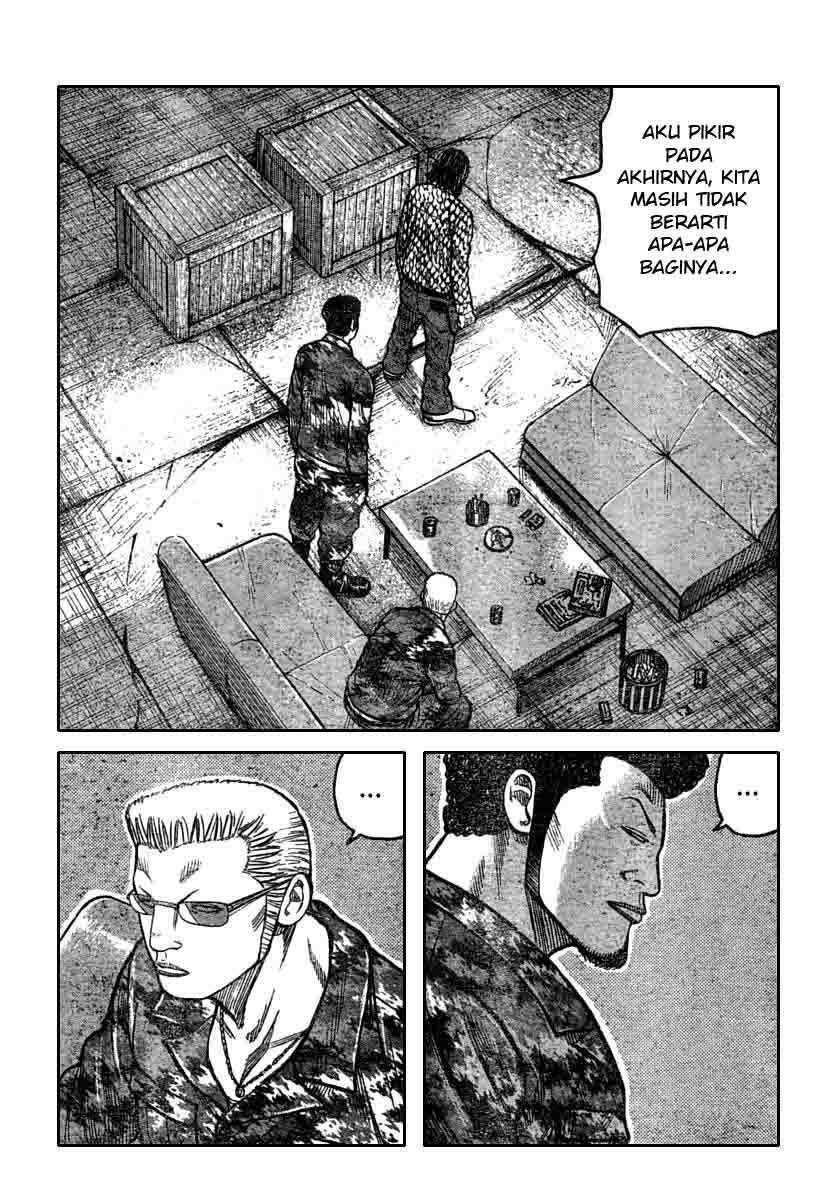 AKU PIKIR
PADA
AKHIRNYA, KITA
MASIH TIDAK
BERARTI
APA-APA
BAGINYA...
...
...